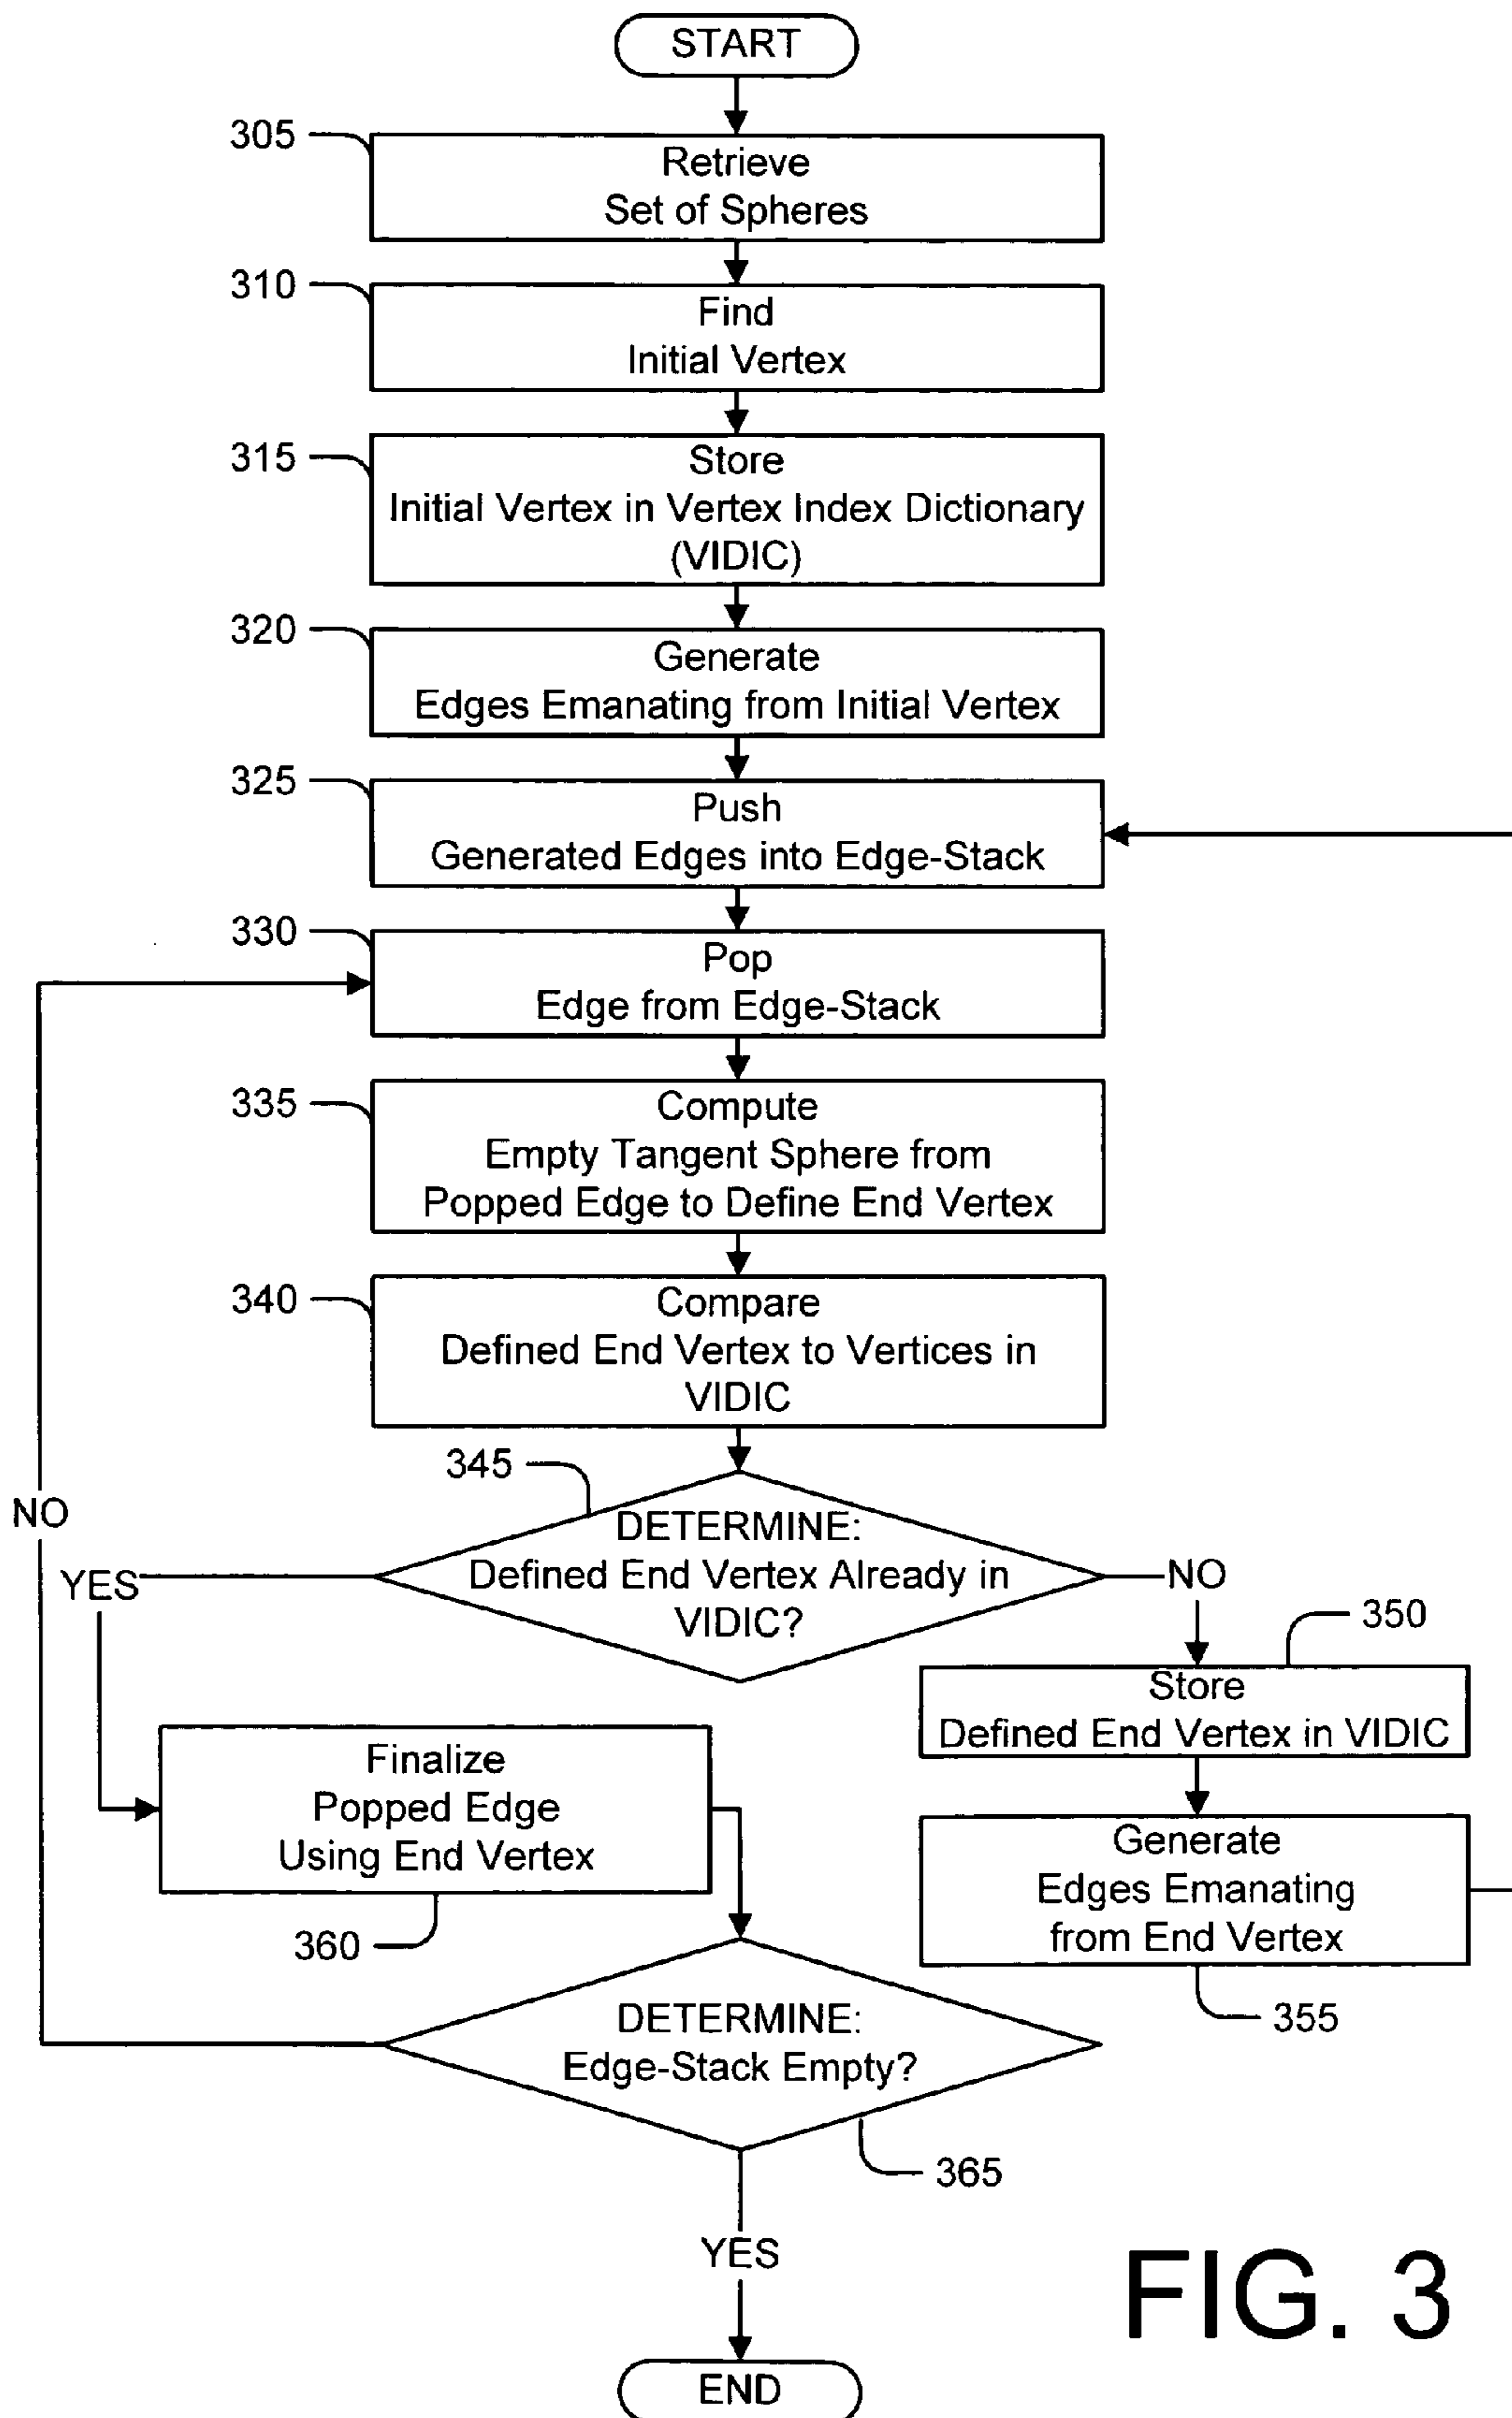 START
305
Retrieve
Set of Spheres
310
Find
Initial Vertex
315
Store
Initial Vertex in Vertex Index Dictionary
(VIDIC)
320
Generate
Edges Emanating from Initial Vertex
325
Push
Generated Edges into Edge-Stack
330
Pop
Edge from Edge-Stack
335
Compute
Empty Tangent Sphere from
Popped Edge to Define End Vertex
340
Compare
Defined End Vertex to Vertices in
VIDIC
345
DETERMINE:
Defined End Vertex Already in
VIDIC?
NO
YES
NO
350
Store
Defined End Vertex in VIDIC
Finalize
Popped Edge
Using End Vertex
360
Generate
Edges Emanating
from End Vertex
355
DETERMINE:
Edge-Stack Empty?
365
YES
END
FIG. 3